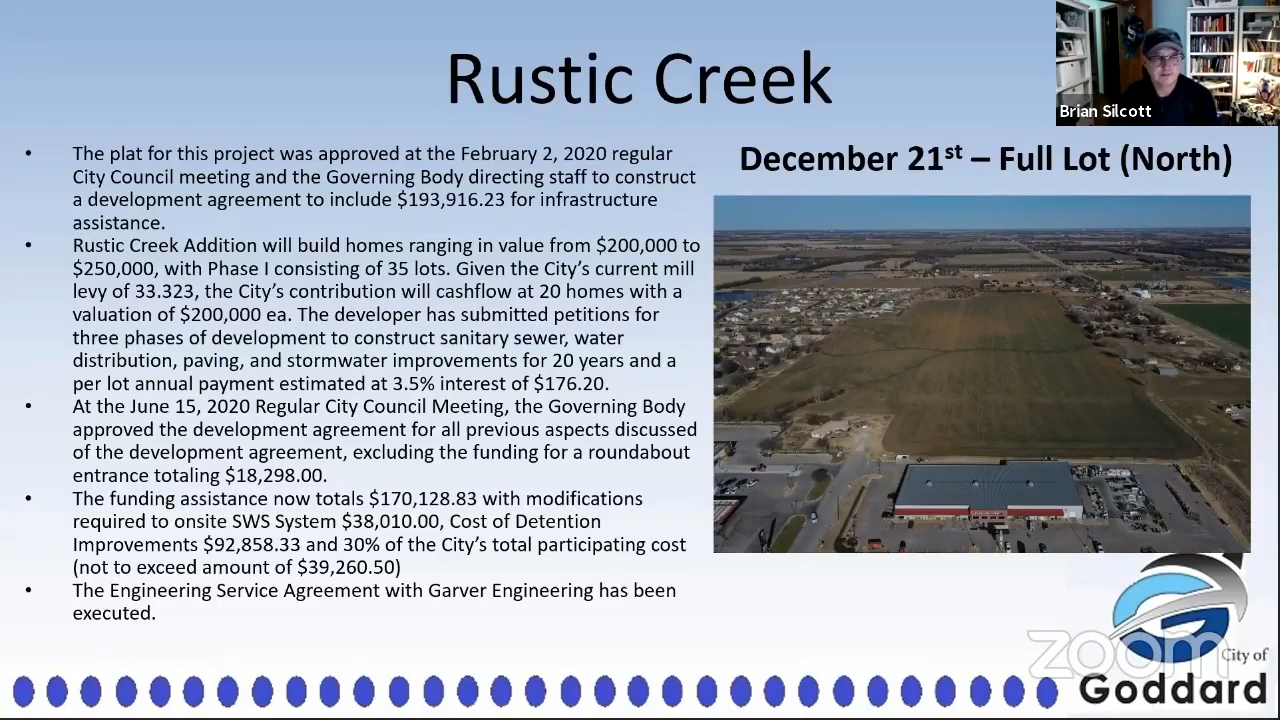 Rustic Creek
Brian Silcott
• The plat for this project was approved at the February 2, 2020 regular
City Council meeting and the Governing Body directing staff to construct
a development agreement to include $193,916.23 for infrastructure
assistance.
• Rustic Creek Addition will build homes ranging in value from $200,000 to
$250,000, with Phase I consisting of 35 lots. Given the City’s current mill
levy of 33.323, the City’s contribution will cashflow at 20 homes with a
valuation of $200,000 ea. The developer has submitted petitions for
three phases of development to construct sanitary sewer, water
distribution, paving, and stormwater improvements for 20 years and a
per lot annual payment estimated at 3.5% interest of $176.20.
• At the June 15, 2020 Regular City Council Meeting, the Governing Body
approved the development agreement for all previous aspects discussed
of the development agreement, excluding the funding for a roundabout
entrance totaling $18,298.00.
• The funding assistance now totals $170,128.83 with modifications
required to onsite SWS System $38,010.00, Cost of Detention
Improvements $92,858.33 and 30% of the City’s total participating cost
(not to exceed amount of $39,260.50)
• The Engineering Service Agreement with Garver Engineering has been
executed.
December 21st – Full Lot (North)
zoom
City of
Goddard